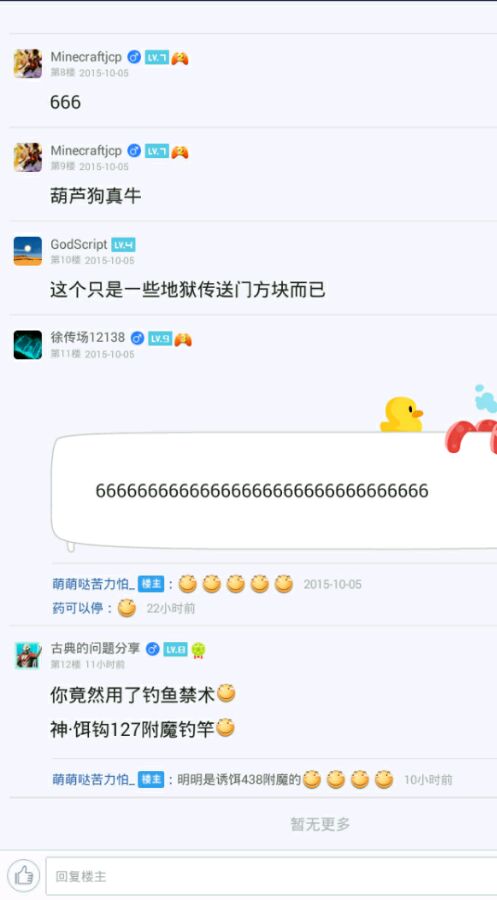 Minecraftjcp LV.7
第8楼 2015-10-05
666
Minecraftjcp LV.7
第9楼 2015-10-05
葫芦狗真牛
GodScript LV.4
第10楼 2015-10-05
这个只是一些地狱传送门方块而已
徐传场12138 LV.9
第11楼 2015-10-05
66666666666666666666666666666666
萌萌哒苦力怕_ 楼主 : 2015-10-05
药可以停 : 22小时前
古典的问题分享 LV.8
第12楼 11小时前
你竟然用了钓鱼禁术
神·饵钩127附魔钓竿
萌萌哒苦力怕_ 楼主 : 明明是诱饵438附魔的 10小时前
暂无更多
回复楼主